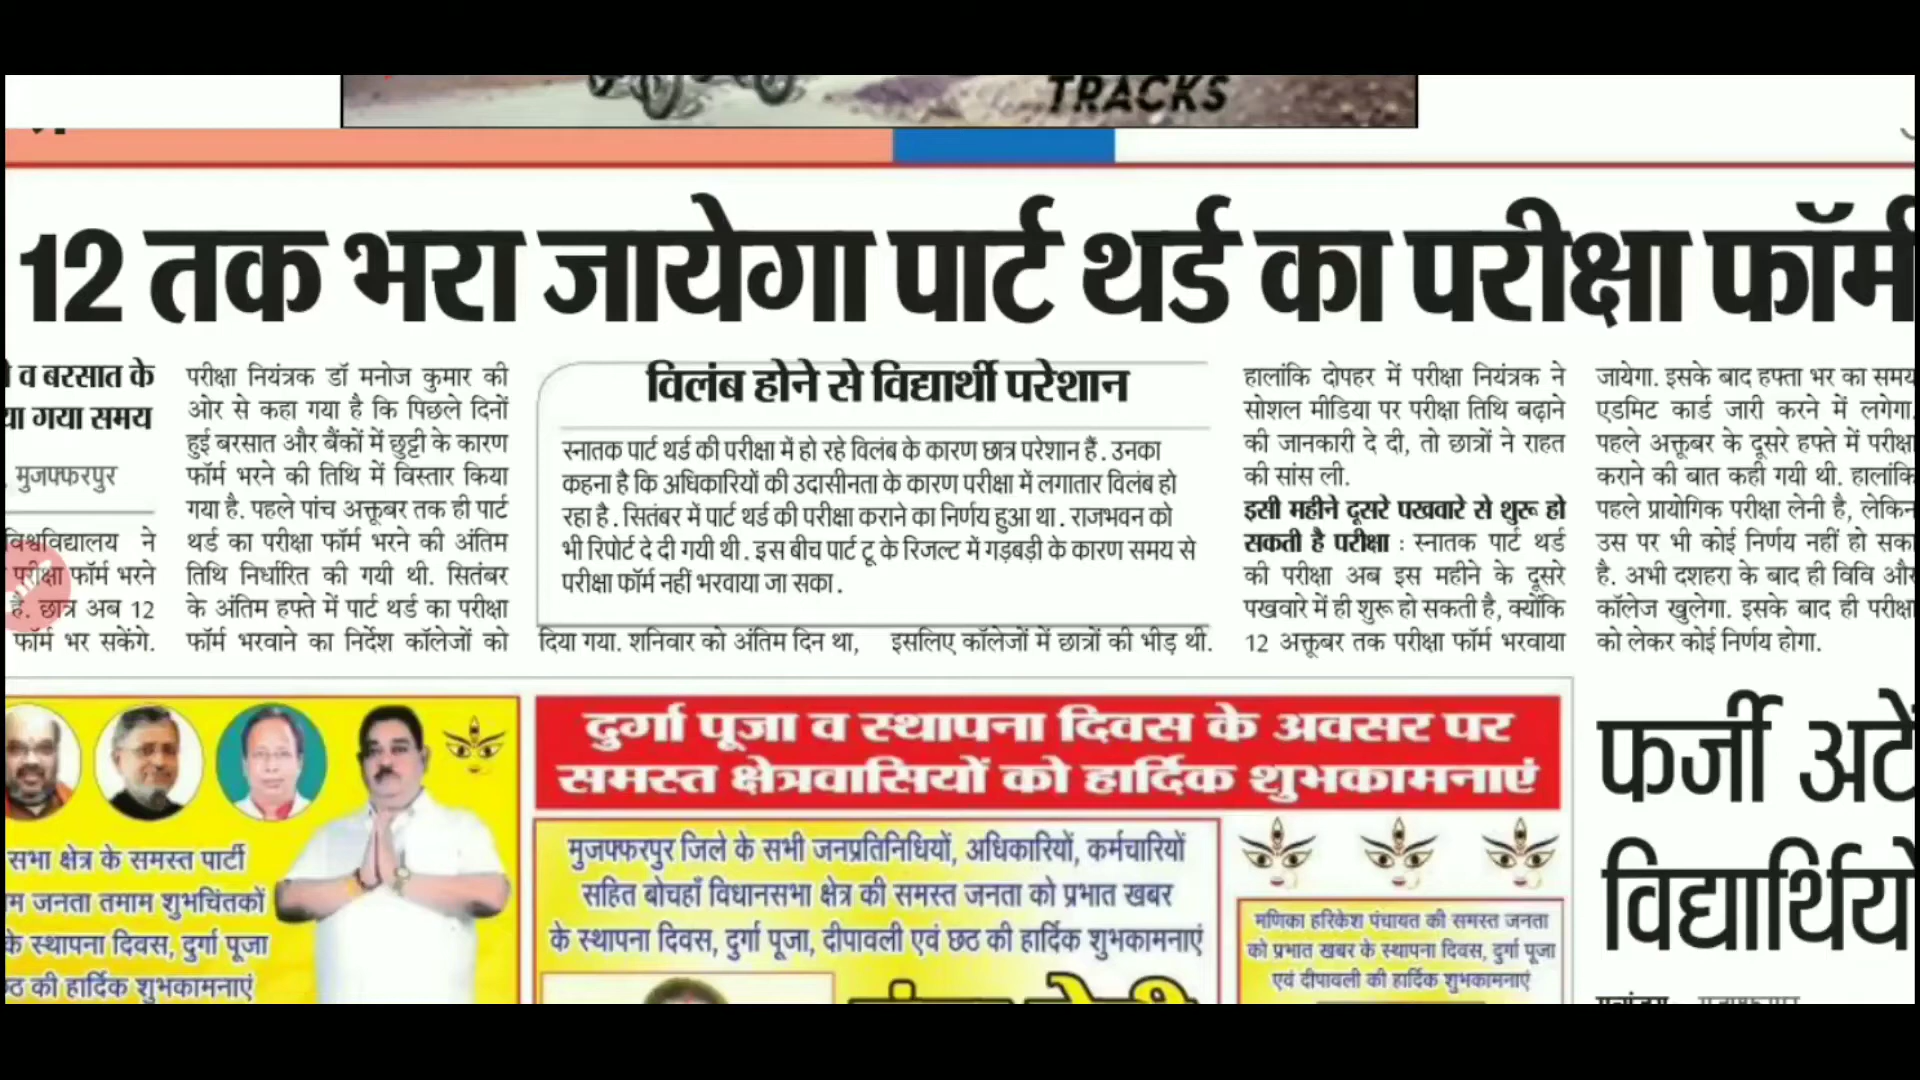 TRACKS
12 तक भरा जायेगा पार्ट थर्ड का परीक्षा फॉर्म
व बरसात के
गया समय
मुजफ्फरपुर
विश्वविद्यालय ने
परीक्षा फॉर्म भरने
है. छात्र अब 12
फॉर्म भर सकेंगे.
परीक्षा नियंत्रक डॉ मनोज कुमार की
ओर से कहा गया है कि पिछले दिनों
हुई बरसात और बैंकों में छुट्टी के कारण
फॉर्म भरने की तिथि में विस्तार किया
गया है. पहले पांच अक्तूबर तक ही पार्ट
थर्ड का परीक्षा फॉर्म भरने की अंतिम
तिथि निर्धारित की गयी थी. सितंबर
के अंतिम हफ्ते में पार्ट थर्ड का परीक्षा
फॉर्म भरवाने का निर्देश कॉलेजों को
विलंब होने से विद्यार्थी परेशान
स्नातक पार्ट थर्ड की परीक्षा में हो रहे विलंब के कारण छात्र परेशान हैं. उनका
कहना है कि अधिकारियों की उदासीनता के कारण परीक्षा में लगातार विलंब हो
रहा है. सितंबर में पार्ट थर्ड की परीक्षा कराने का निर्णय हुआ था. राजभवन को
भी रिपोर्ट दे दी गयी थी. इस बीच पार्ट टू के रिजल्ट में गड़बड़ी के कारण समय से
परीक्षा फॉर्म नहीं भरवाया जा सका.
दिया गया. शनिवार को अंतिम दिन था,
इसलिए कॉलेजों में छात्रों की भीड़ थी.
हालांकि दोपहर में परीक्षा नियंत्रक ने
सोशल मीडिया पर परीक्षा तिथि बढ़ाने
की जानकारी दे दी, तो छात्रों ने राहत
की सांस ली.
इसी महीने दूसरे पखवारे से शुरू हो
सकती है परीक्षा : स्नातक पार्ट थर्ड
की परीक्षा अब इस महीने के दूसरे
पखवारे में ही शुरू हो सकती है, क्योंकि
12 अक्तूबर तक परीक्षा फॉर्म भरवाया
जायेगा. इसके बाद हफ्ता भर का समय
एडमिट कार्ड जारी करने में लगेगा.
पहले अक्तूबर के दूसरे हफ्ते में परीक्षा
कराने की बात कही गयी थी. हालांकि
पहले प्रायोगिक परीक्षा लेनी है, लेकिन
उस पर भी कोई निर्णय नहीं हो सका
है. अभी दशहरा के बाद ही विवि और
कॉलेज खुलेगा. इसके बाद ही परीक्षा
को लेकर कोई निर्णय होगा.
सभा क्षेत्र के समस्त पार्टी
जनता तमाम शुभचिंतकों
के स्थापना दिवस, दुर्गा पूजा
की हार्दिक शुभकामनाएं
दुर्गा पूजा व स्थापना दिवस के अवसर पर
समस्त क्षेत्रवासियों को हार्दिक शुभकामनाएं
मुजफ्फरपुर जिले के सभी जनप्रतिनिधियों, अधिकारियों, कर्मचारियों
सहित बोचहाँ विधानसभा क्षेत्र की समस्त जनता को प्रभात खबर
के स्थापना दिवस, दुर्गा पूजा, दीपावली एवं छठ की हार्दिक शुभकामनाएं
मणिका हरिकेश पंचायत की समस्त जनता
को प्रभात खबर के स्थापना दिवस, दुर्गा पूजा
एवं दीपावली की हार्दिक शुभकामनाएं
फर्जी